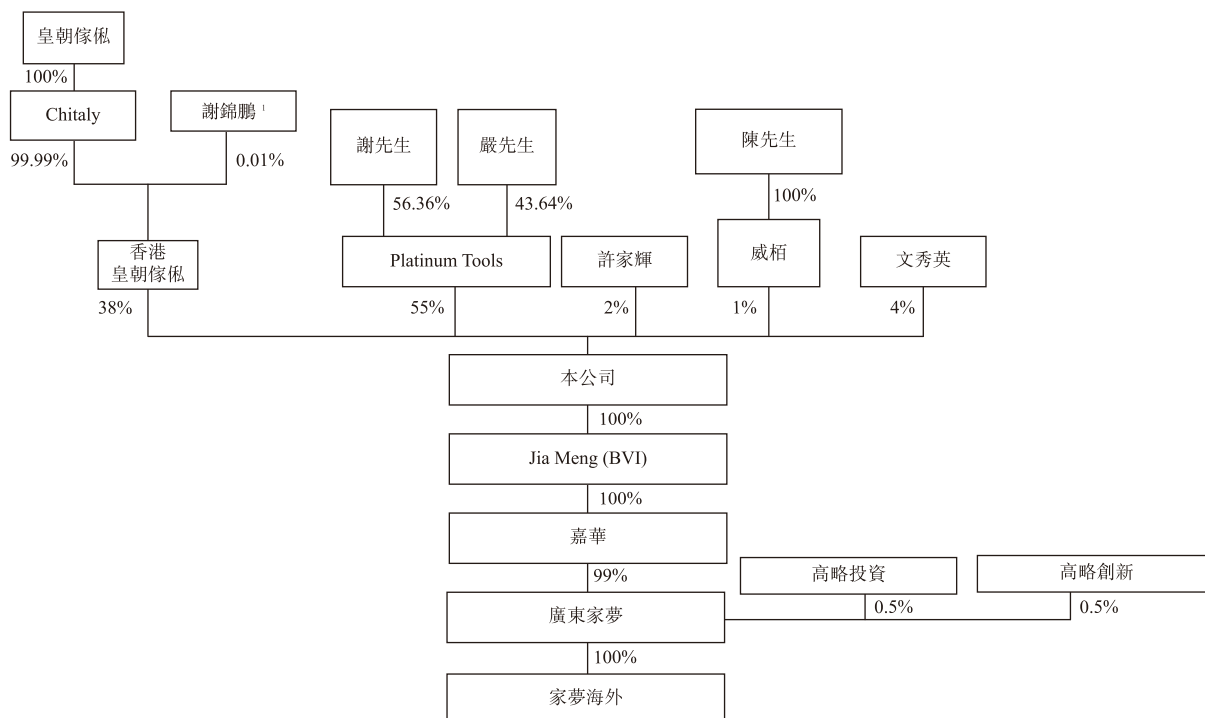 皇朝傢俬
100%
Chitaly
謝錦鵬 1
99.99%
0.01%
謝先生
嚴先生
陳先生
56.36%
43.64%
100%
香港
皇朝傢俬
Platinum Tools
許家輝
威栢
文秀英
38%
55%
2%
1%
4%
本公司
100%
Jia Meng (BVI)
100%
嘉華
99%
高略投資
高略創新
0.5%
0.5%
廣東家夢
100%
家夢海外